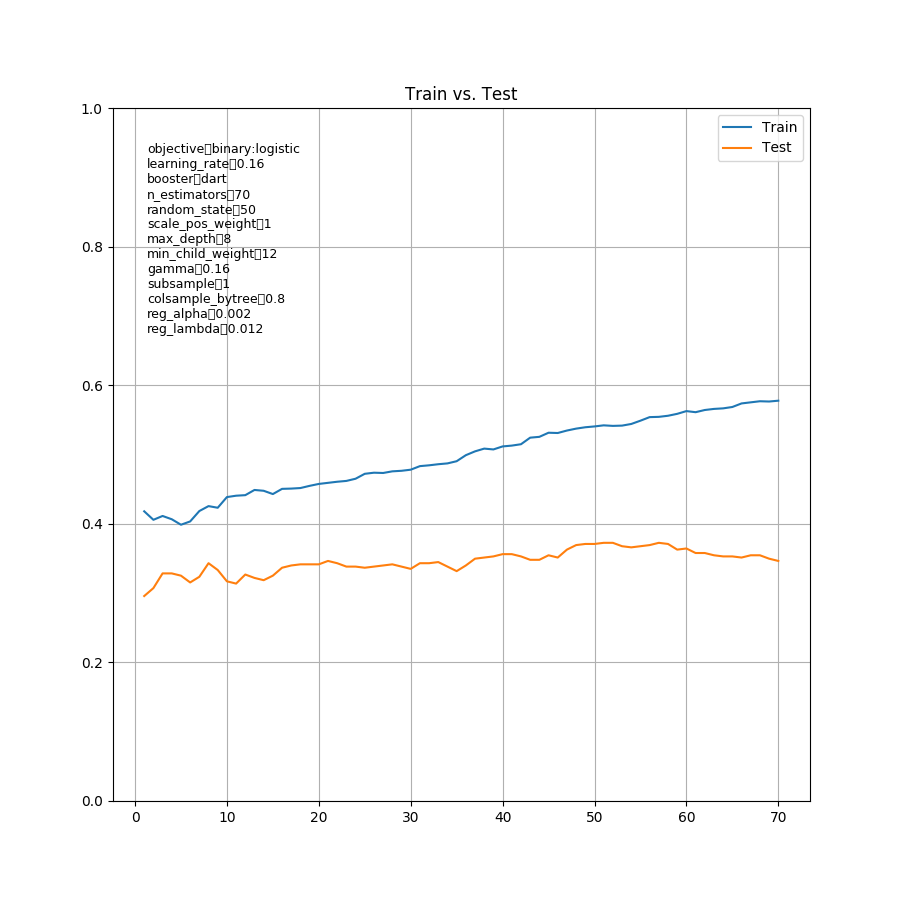 Train vs. Test
1.0
0.8
0.6
0.4
0.2
0.0
objective▯binary:logistic
learning_rate▯0.16
booster▯dart
n_estimators▯70
random_state▯50
scale_pos_weight▯1
max_depth▯8
min_child_weight▯12
gamma▯0.16
subsample▯1
colsample_bytree▯0.8
reg_alpha▯0.002
reg_lambda▯0.012
Train
Test
0 10 20 30 40 50 60 70